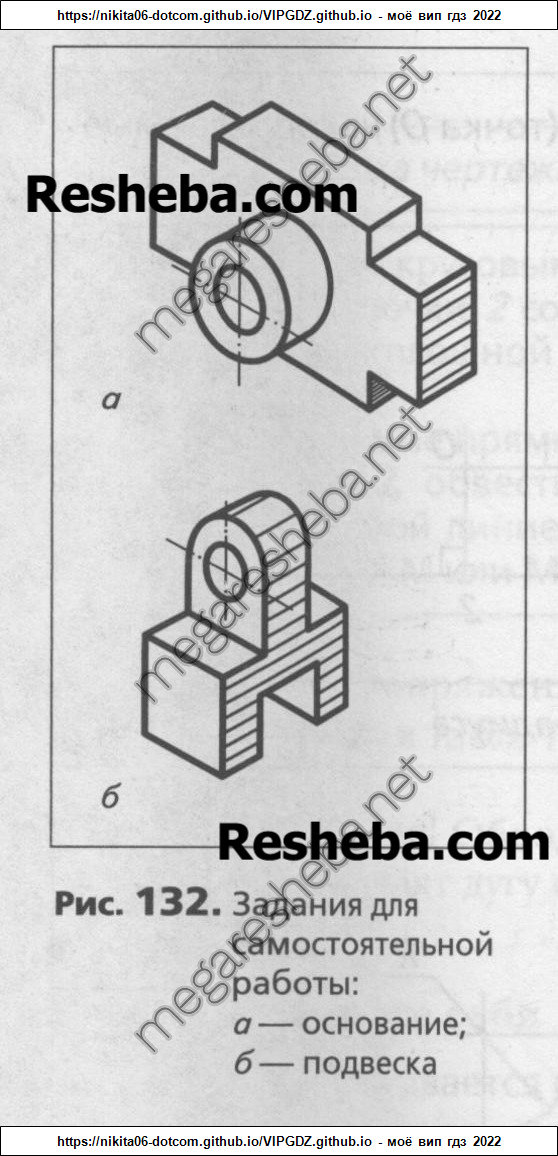 https://nikita06-dotcom.github.io/VIPGDZ.github.io - моё вип гдз 2022
(точка O)
чертеж
Resheba.com
megaresheba.net
а
megaresheba.net
б
Resheba.com
Рис. 132. Задания для
самостоятельной
работы:
а — основание;
б — подвеска
megaresheba.net
https://nikita06-dotcom.github.io/VIPGDZ.github.io - моё вип гдз 2022